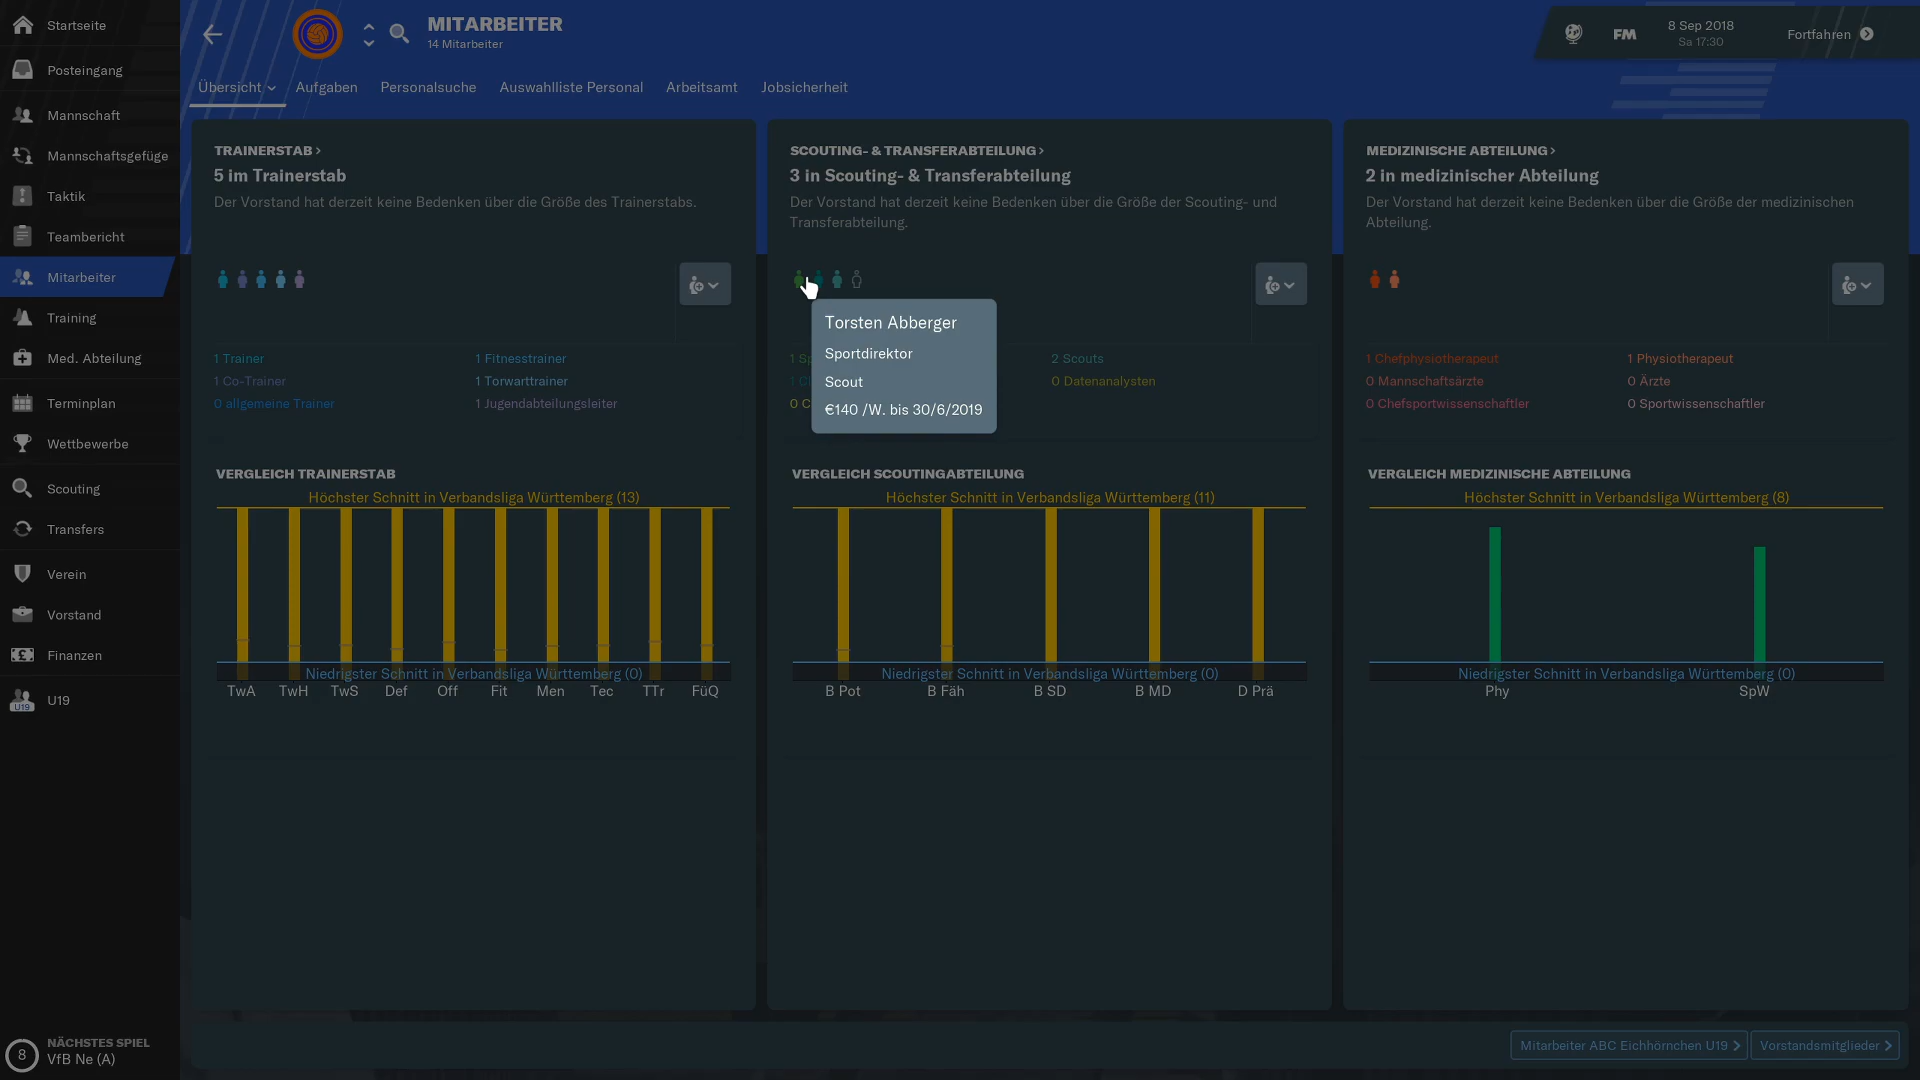 Startseite
Posteingang
Mannschaft
Mannschaftsgefüge
Taktik
Teambericht
Mitarbeiter
Training
Med. Abteilung
Terminplan
Wettbewerbe
Scouting
Transfers
Verein
Vorstand
Finanzen
U19
U19
8
NÄCHSTES SPIEL
VfB Ne (A)
MITARBEITER
14 Mitarbeiter
FM
8 Sep 2018
Sa 17:30
Fortfahren
Übersicht
Aufgaben
Personalsuche
Auswahlliste Personal
Arbeitsamt
Jobsicherheit
TRAINERSTAB >
5 im Trainerstab
Der Vorstand hat derzeit keine Bedenken über die Größe des Trainerstabs.
1 Trainer
1 Fitnesstrainer
1 Co-Trainer
1 Torwarttrainer
0 allgemeine Trainer
1 Jugendabteilungsleiter
VERGLEICH TRAINERSTAB
Höchster Schnitt in Verbandsliga Württemberg (13)
Niedrigster Schnitt in Verbandsliga Württemberg (0)
TwA TwH TwS Def Off Fit Men Tec TTr FüQ
SCOUTING- & TRANSFERABTEILUNG >
3 in Scouting- & Transferabteilung
Der Vorstand hat derzeit keine Bedenken über die Größe der Scouting- und
Transferabteilung.
Torsten Abberger
Sportdirektor
Scout
€140 /W. bis 30/6/2019
1 Sp
2 Scouts
0 Datenanalysten
0 C
VERGLEICH SCOUTINGABTEILUNG
Höchster Schnitt in Verbandsliga Württemberg (11)
Niedrigster Schnitt in Verbandsliga Württemberg (0)
B Pot B Fäh B SD B MD D Prä
MEDIZINISCHE ABTEILUNG >
2 in medizinischer Abteilung
Der Vorstand hat derzeit keine Bedenken über die Größe der medizinischen
Abteilung.
1 Chefphysiotherapeut
1 Physiotherapeut
0 Mannschaftsärzte
0 Ärzte
0 Chefsportwissenschaftler
0 Sportwissenschaftler
VERGLEICH MEDIZINISCHE ABTEILUNG
Höchster Schnitt in Verbandsliga Württemberg (8)
Niedrigster Schnitt in Verbandsliga Württemberg (0)
Phy SpW
Mitarbeiter ABC Eichhörnchen U19 >
Vorstandsmitglieder >